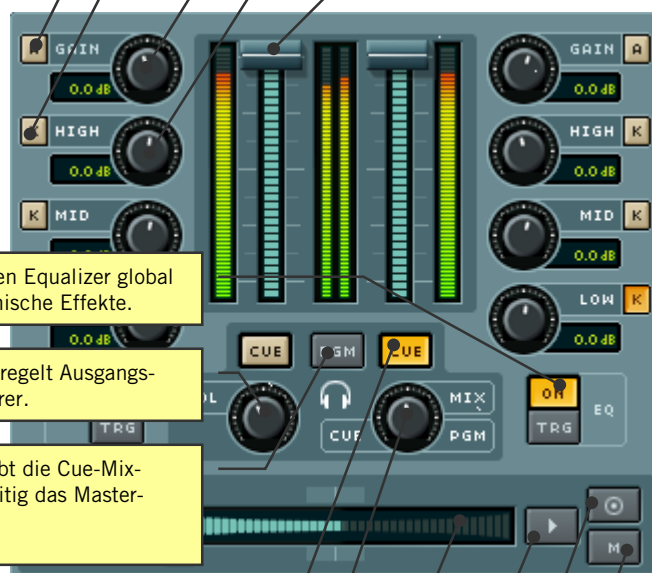 GAIN
GAIN A
0.0 dB
0.0 dB
HIGH
HIGH K
0.0 dB
0.0 dB
K MID
MID K
0.0 dB
en Equalizer global
nische Effekte.
LOW K
0.0 dB
0.0 dB
CUE
CUE
regelt Ausgangs-
rer.
MIX
ON
EQ
TRG
CUE
PGM
TRG
bt die Cue-Mix-
itig das Master-
M